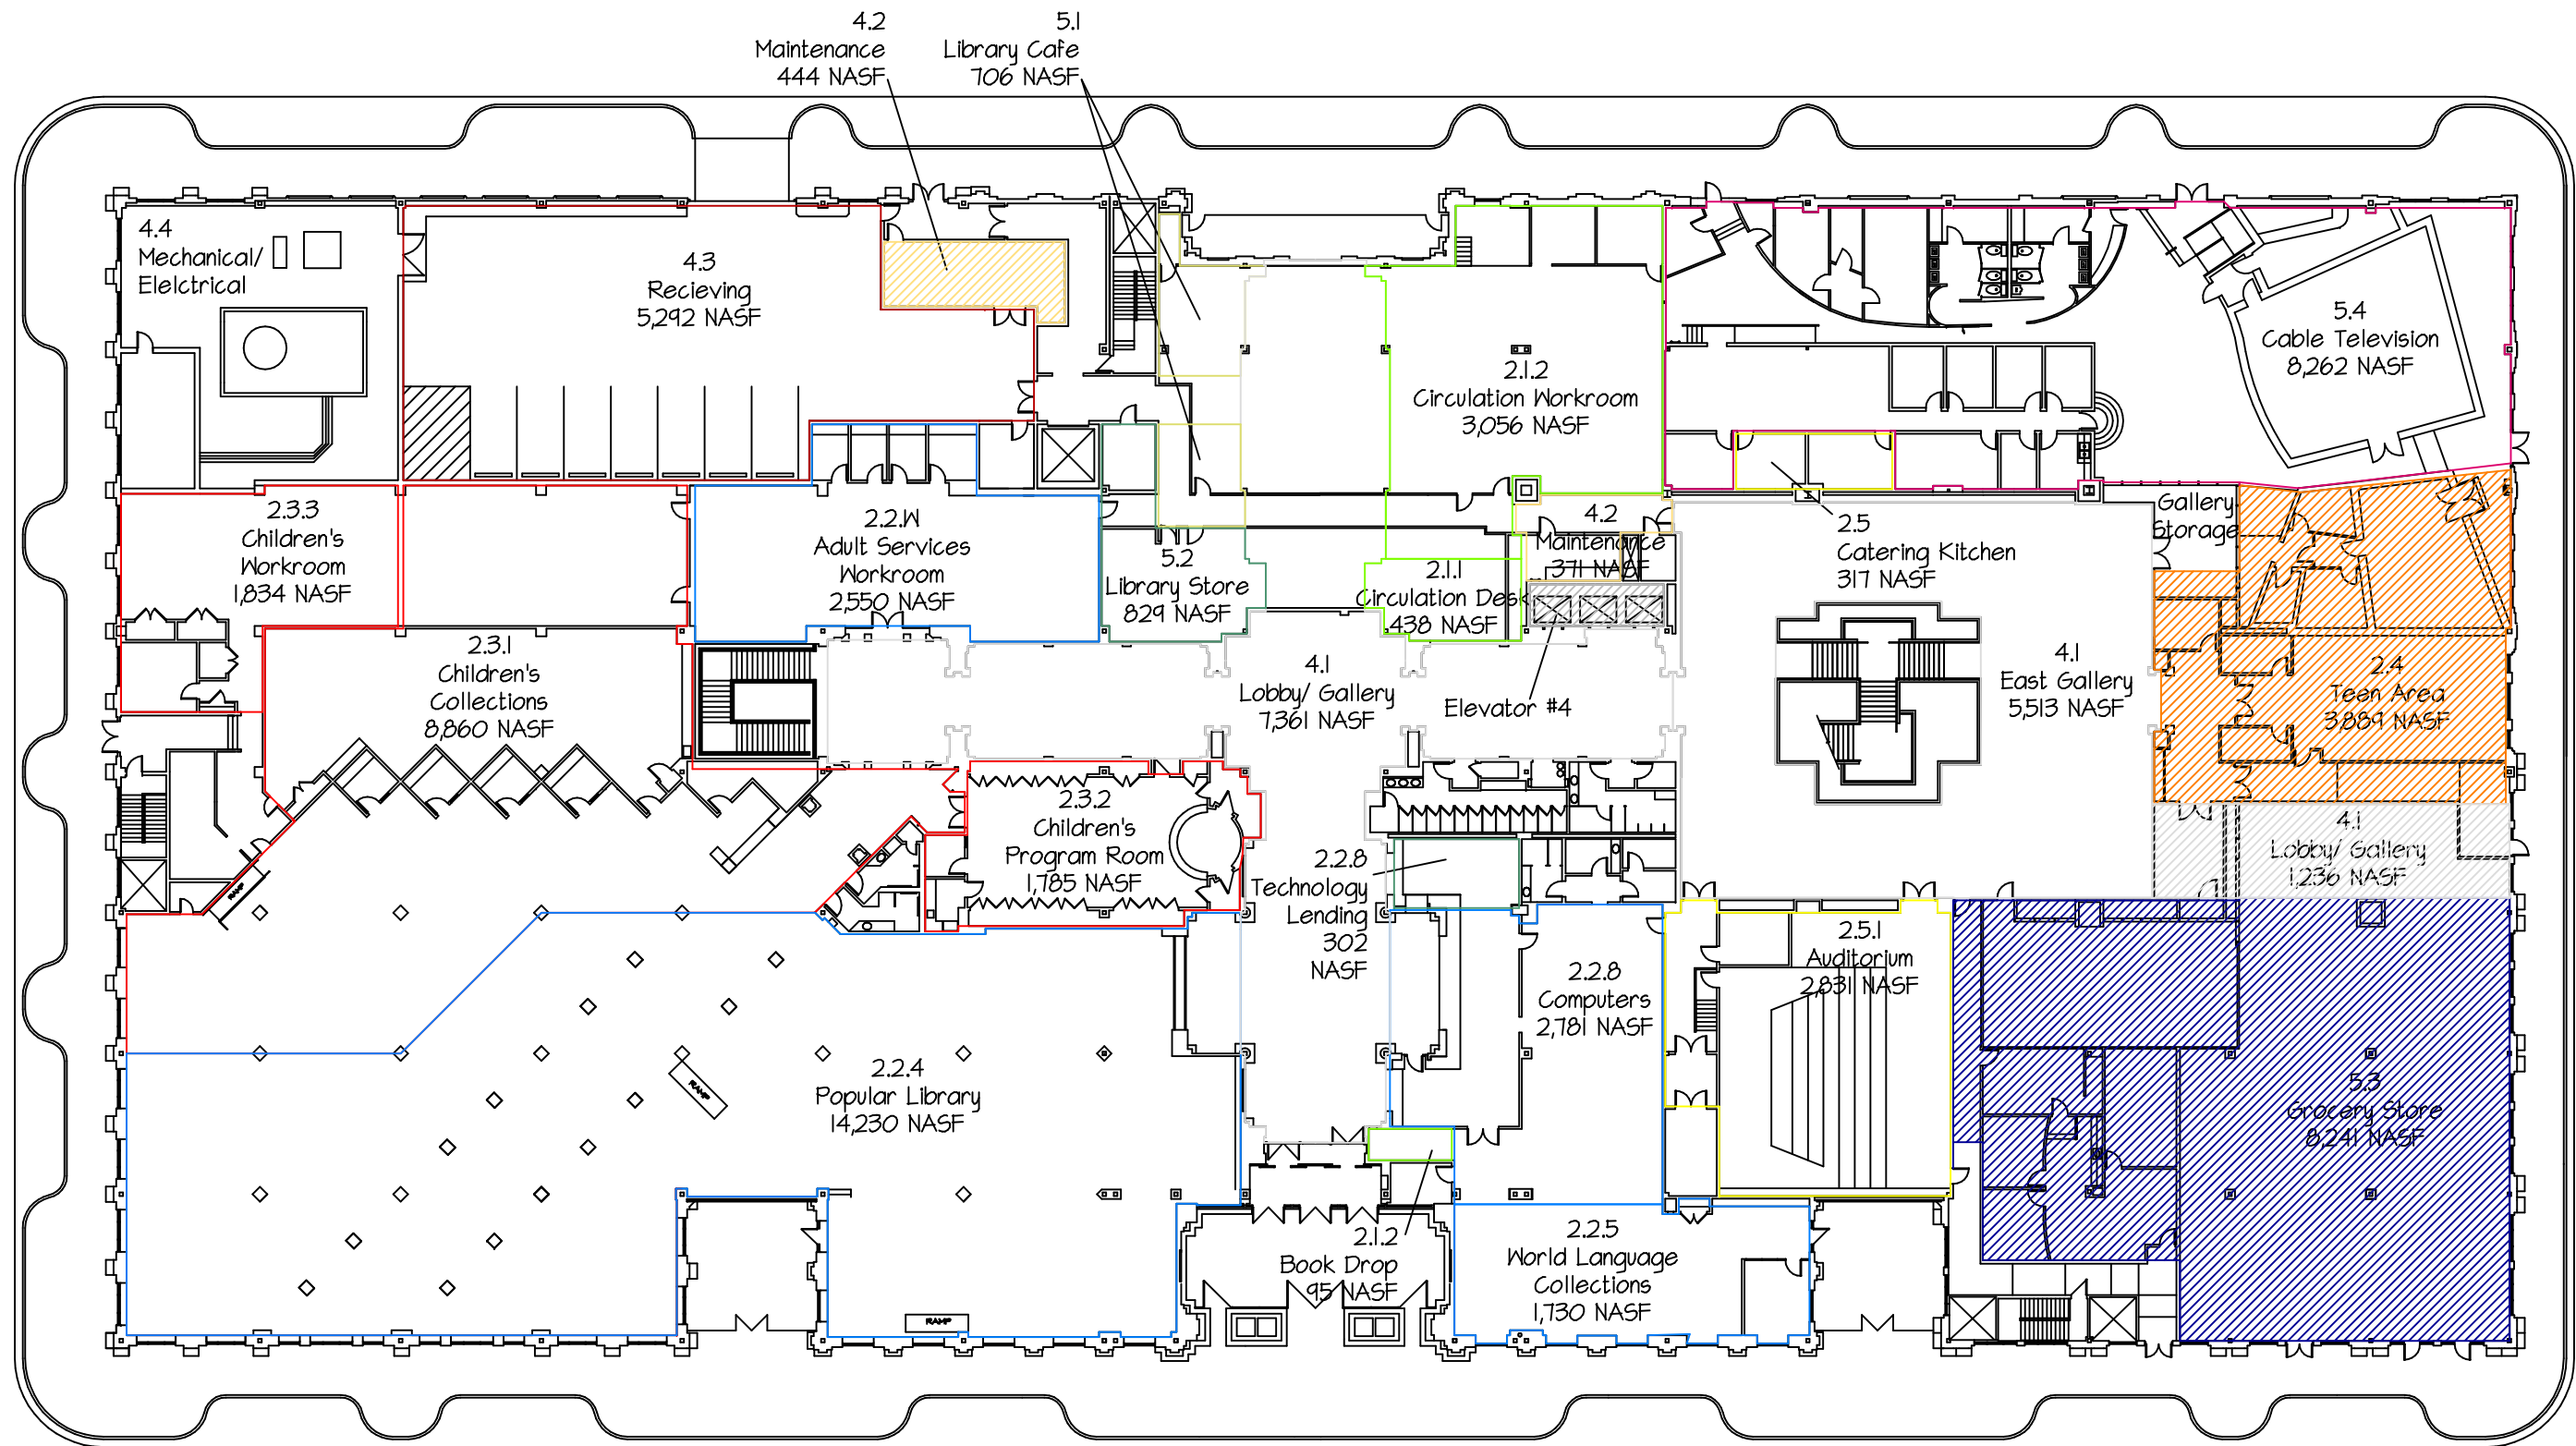 4.2
Maintenance
444 NASF
5.1
Library Cafe
706 NASF
4.4
Mechanical/
Elelctrical
4.3
Recieving
5,292 NASF
5.4
Cable Television
8,262 NASF
2.1.2
Circulation Workroom
3,056 NASF
2.3.3
Children's
Workroom
1,834 NASF
2.2.W
Adult Services
Workroom
2,550 NASF
5.2
Library Store
829 NASF
2.1.1
Circulation Desk
438 NASF
4.2
Maintenance
371 NASF
2.5
Catering Kitchen
317 NASF
Gallery
Storage
2.3.1
Children's
Collections
8,860 NASF
4.1
Lobby/ Gallery
7,361 NASF
Elevator #4
4.1
East Gallery
5,513 NASF
2.4
Teen Area
3,889 NASF
2.3.2
Children's
Program Room
1,785 NASF
2.2.8
Technology
Lending
302
NASF
4.1
Lobby/ Gallery
1,236 NASF
RAMP
2.2.8
Computers
2,781 NASF
2.5.1
Auditorium
2,831 NASF
2.2.4
Popular Library
14,230 NASF
RAMP
5.3
Grocery Store
8,241 NASF
2.1.2
Book Drop
95 NASF
2.2.5
World Language
Collections
1,730 NASF
RAMP